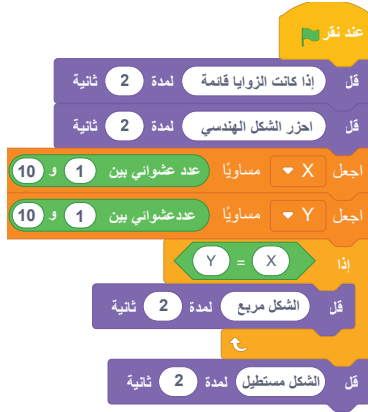 عند نقر
قل إذا كانت الزوايا قائمة لمدة 2 ثانية
قل احزر الشكل الهندسي لمدة 2 ثانية
اجعل X مساويًا عدد عشوائي بين 1 و 10
اجعل Y مساويًا عددعشوائي بين 1 و 10
إذا X = Y
قل الشكل مربع لمدة 2 ثانية
قل الشكل مستطيل لمدة 2 ثانية